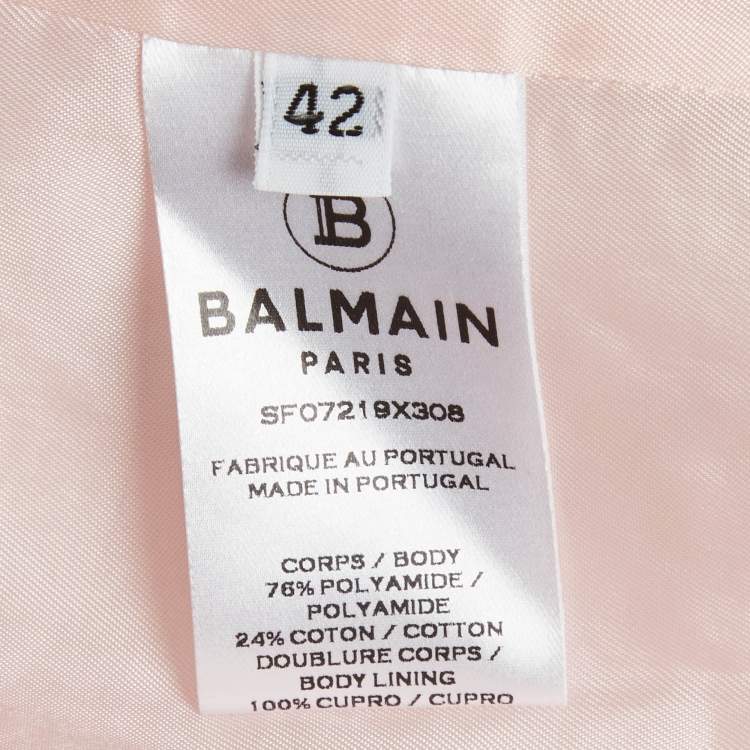 42
B
BALMAIN
PARIS
SF07219X308
FABRIQUE AU PORTUGAL
MADE IN PORTUGAL
CORPS / BODY
76% POLYAMIDE /
POLYAMIDE
24% COTON / COTTON
DOUBLURE CORPS /
BODY LINING
100% CUPRO / CUPRO